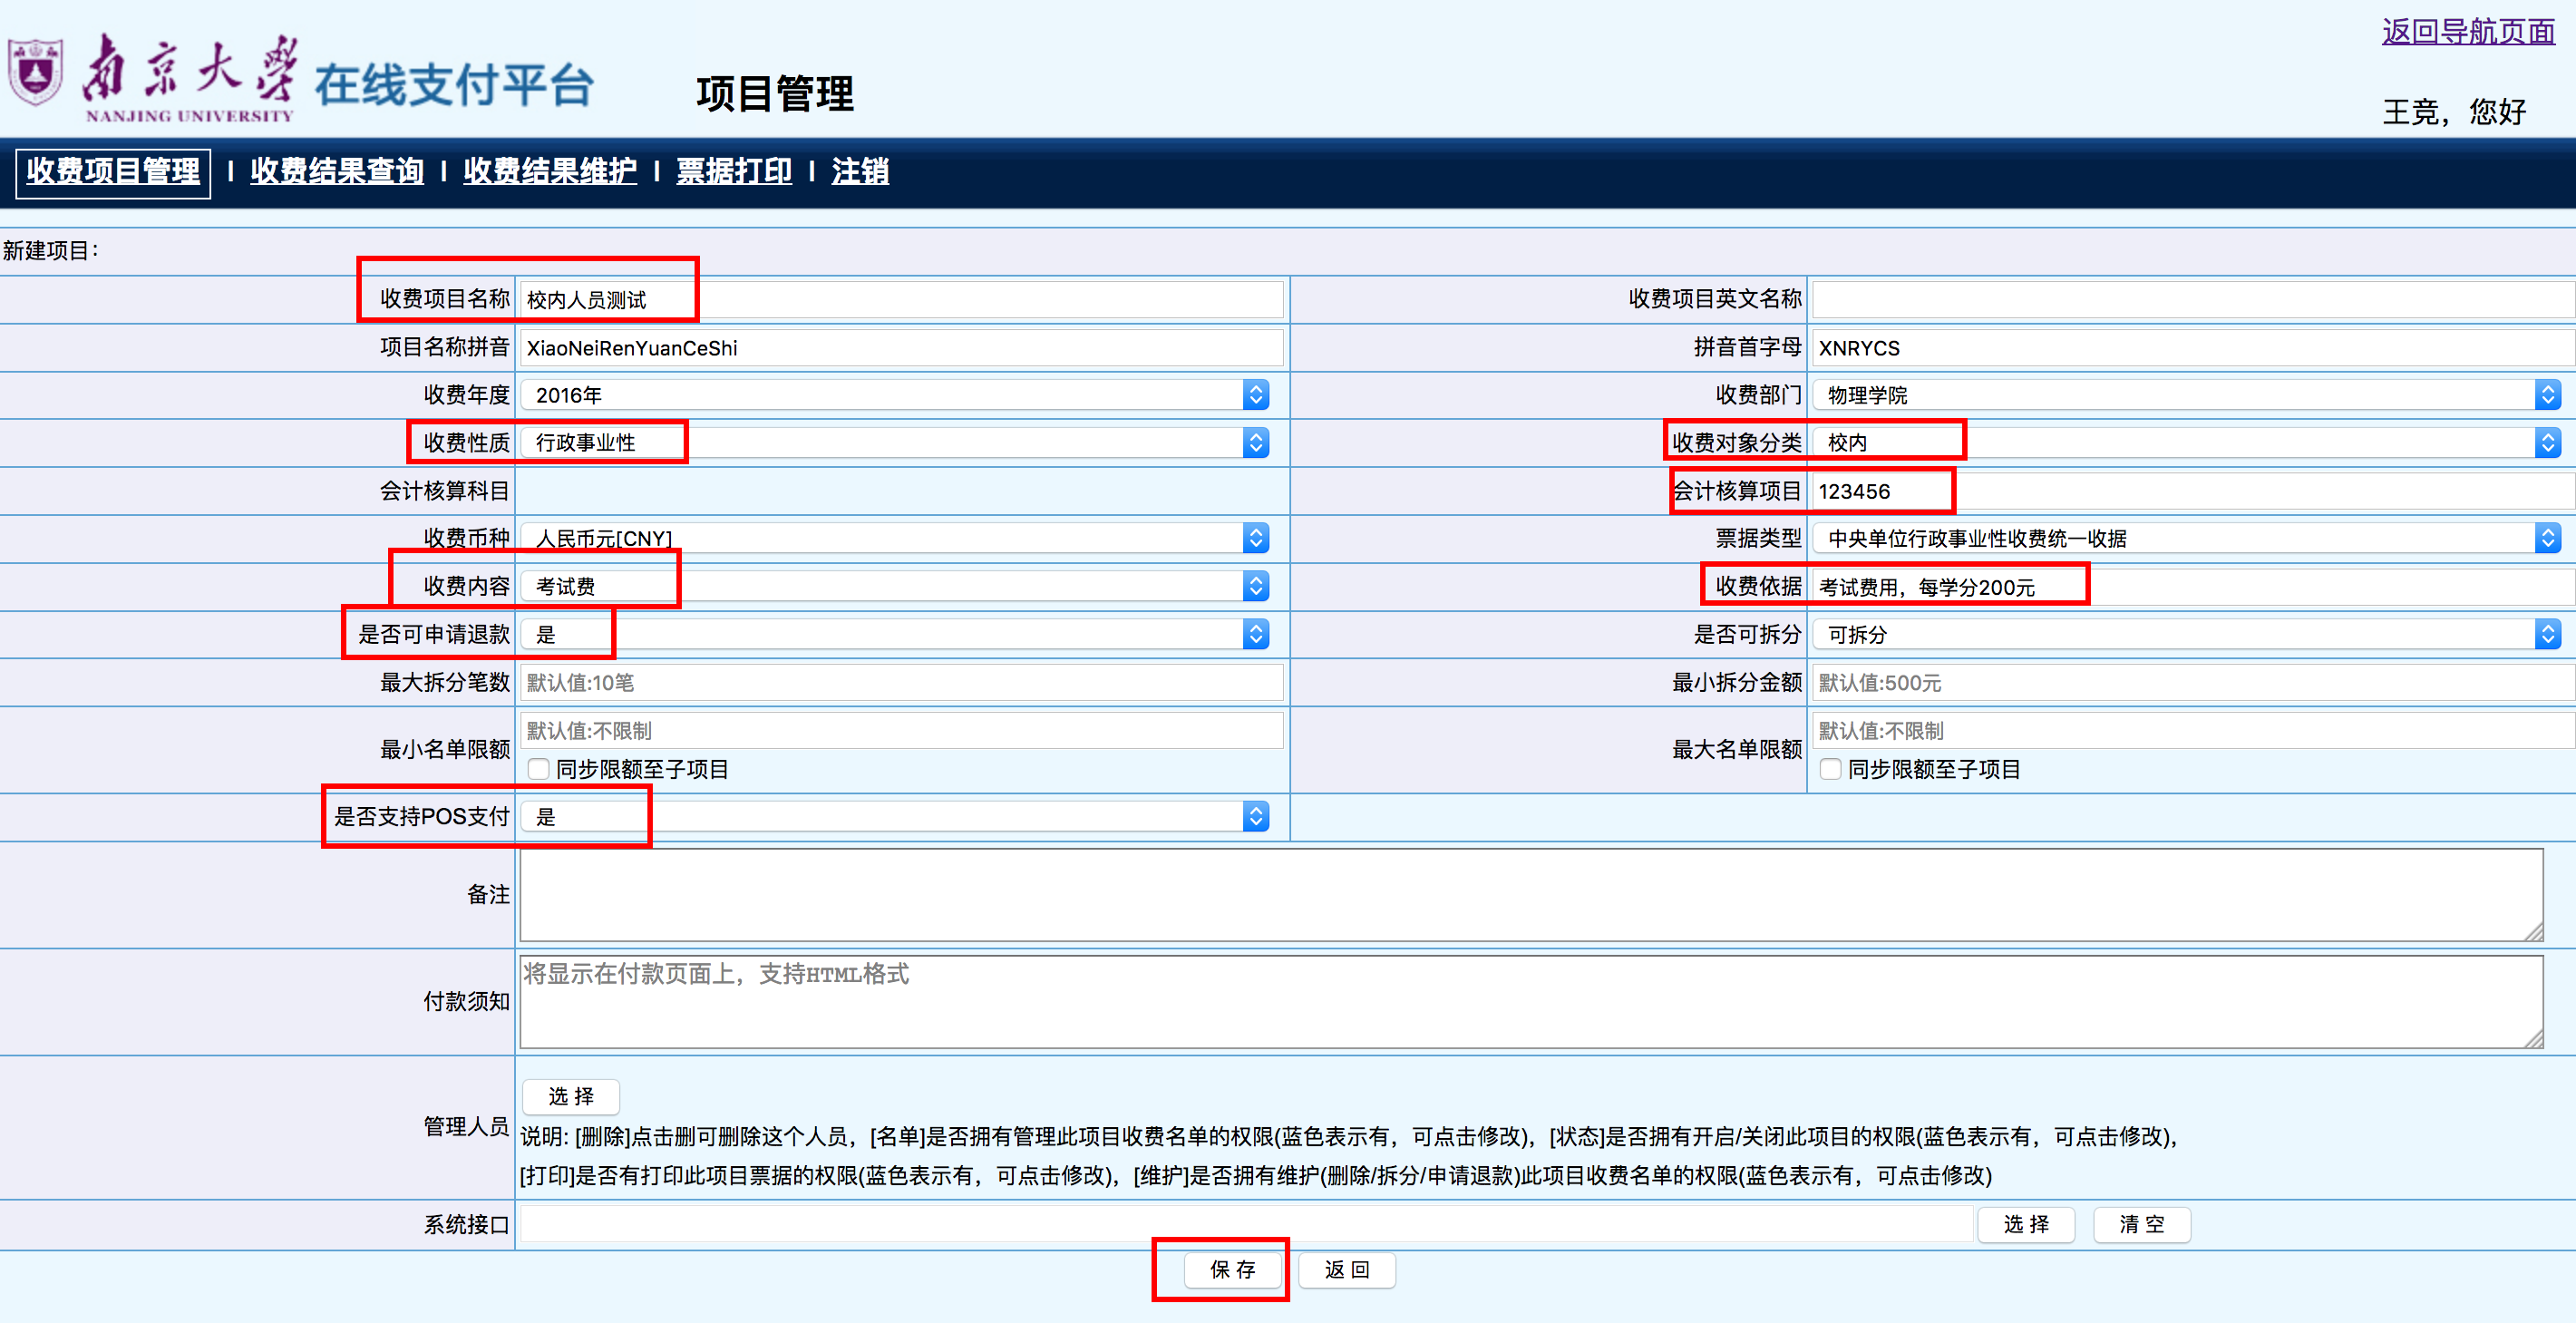 返回导航页面
南京大学 在线支付平台 项目管理
NANJING UNIVERSITY
王竞，您好
收费项目管理 | 收费结果查询 | 收费结果维护 | 票据打印 | 注销
新建项目：
收费项目名称 校内人员测试 收费项目英文名称
项目名称拼音 XiaoNeiRenYuanCeShi 拼音首字母 XNRYCS
收费年度 2016年 收费部门 物理学院
收费性质 行政事业性 收费对象分类 校内
会计核算科目 会计核算项目 123456
收费币种 人民币元[CNY] 票据类型 中央单位行政事业性收费统一收据
收费内容 考试费 收费依据 考试费用，每学分200元
是否可申请退款 是 是否可拆分 可拆分
最大拆分笔数 默认值:10笔 最小拆分金额 默认值:500元
最小名单限额 默认值:不限制 最大名单限额 默认值:不限制
同步限额至子项目 同步限额至子项目
是否支持POS支付 是
备注
付款须知 将显示在付款页面上，支持HTML格式
管理人员 选 择
说明: [删除]点击删可删除这个人员，[名单]是否拥有管理此项目收费名单的权限(蓝色表示有，可点击修改)，[状态]是否拥有开启/关闭此项目的权限(蓝色表示有，可点击修改)，
[打印]是否有打印此项目票据的权限(蓝色表示有，可点击修改)，[维护]是否拥有维护(删除/拆分/申请退款)此项目收费名单的权限(蓝色表示有，可点击修改)
系统接口 选 择 清 空
保 存 返 回